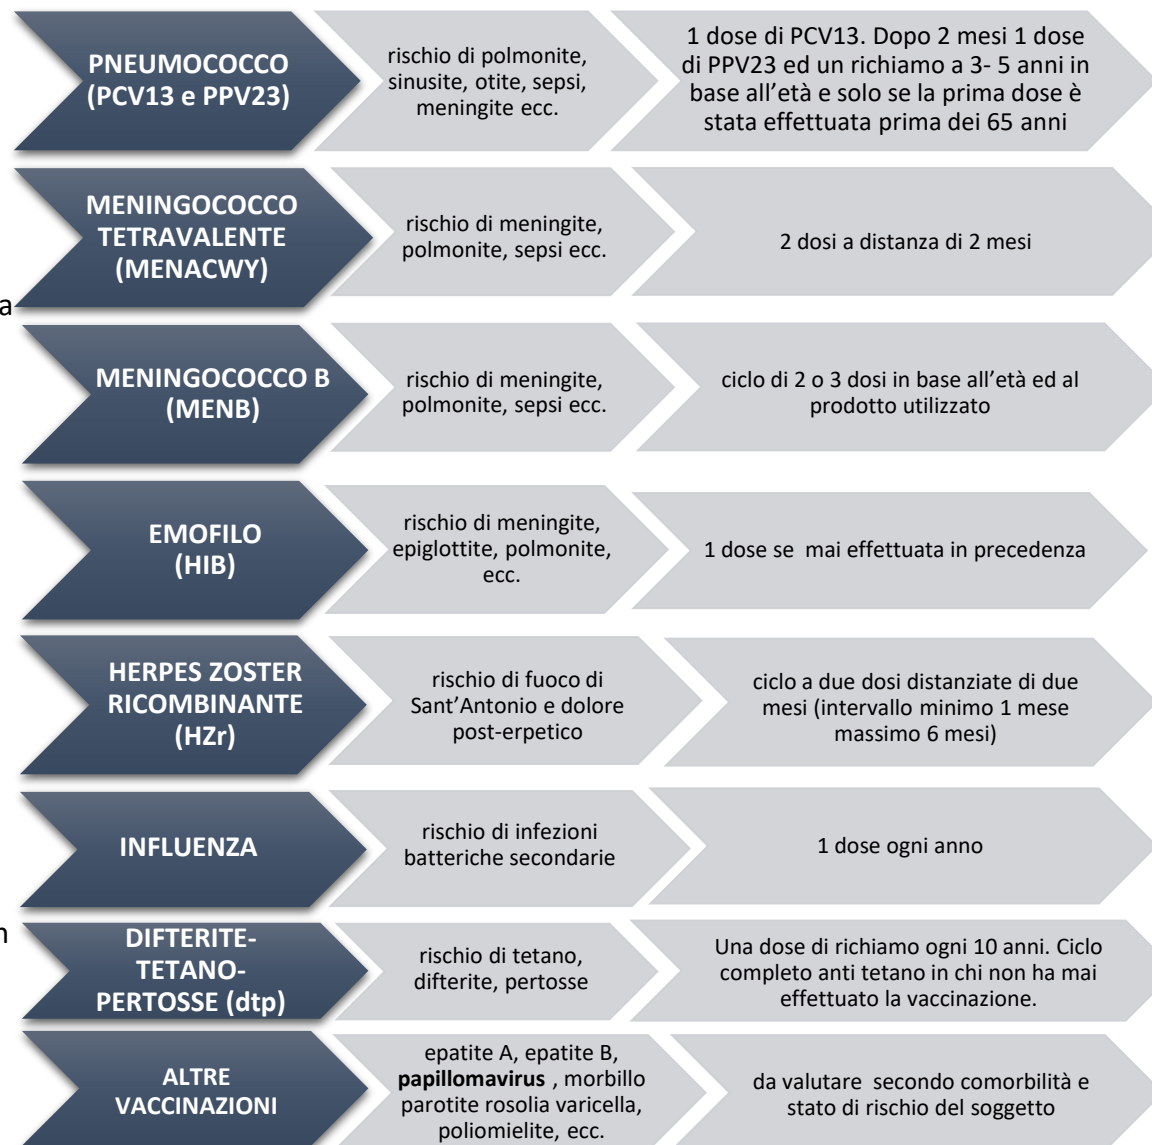 PNEUMOCOCCO
(PCV13 e PPV23)
rischio di polmonite,
sinusite, otite, sepsi,
meningite ecc.
1 dose di PCV13. Dopo 2 mesi 1 dose
di PPV23 ed un richiamo a 3- 5 anni in
base all'età e solo se la prima dose è
stata effettuata prima dei 65 anni
MENINGOCOCCO
TETRAVALENTE
(MENACWY)
rischio di meningite,
polmonite, sepsi ecc.
2 dosi a distanza di 2 mesi
a
MENINGOCOCCO B
(MENB)
rischio di meningite,
polmonite, sepsi ecc.
ciclo di 2 o 3 dosi in base all'età ed al
prodotto utilizzato
EMOFILO
(HIB)
rischio di meningite,
epiglottite, polmonite,
ecc.
1 dose se mai effettuata in precedenza
HERPES ZOSTER
RICOMBINANTE
(HZr)
rischio di fuoco di
Sant'Antonio e dolore
post-erpetico
ciclo a due dosi distanziate di due
mesi (intervallo minimo 1 mese
massimo 6 mesi)
INFLUENZA
rischio di infezioni
batteriche secondarie
1 dose ogni anno
DIFTERITE-
TETANO-
PERTOSSE (dtp)
rischio di tetano,
difterite, pertosse
Una dose di richiamo ogni 10 anni. Ciclo
completo anti tetano in chi non ha mai
effettuato la vaccinazione.
ALTRE
VACCINAZIONI
epatite A, epatite B,
papillomavirus , morbillo
parotite rosolia varicella,
poliomielite, ecc.
da valutare secondo comorbilità e
stato di rischio del soggetto